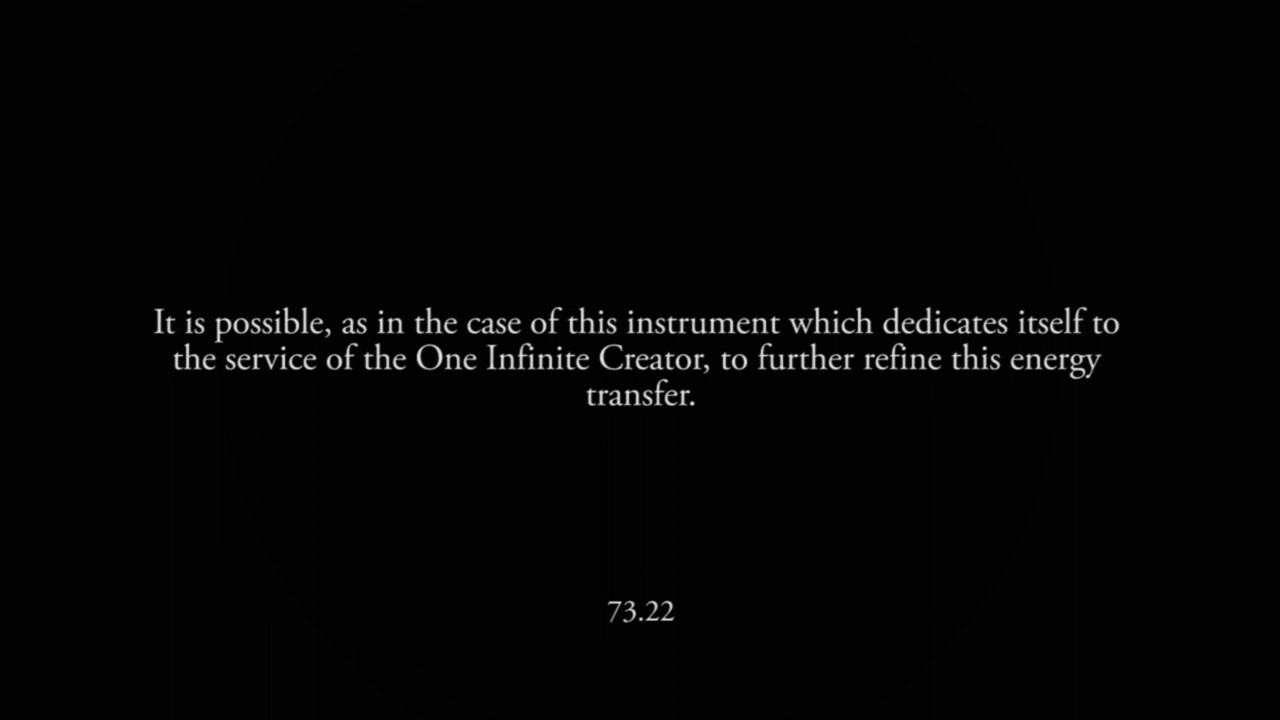 It is possible, as in the case of this instrument which dedicates itself to
the service of the One Infinite Creator, to further refine this energy
transfer.
73.22